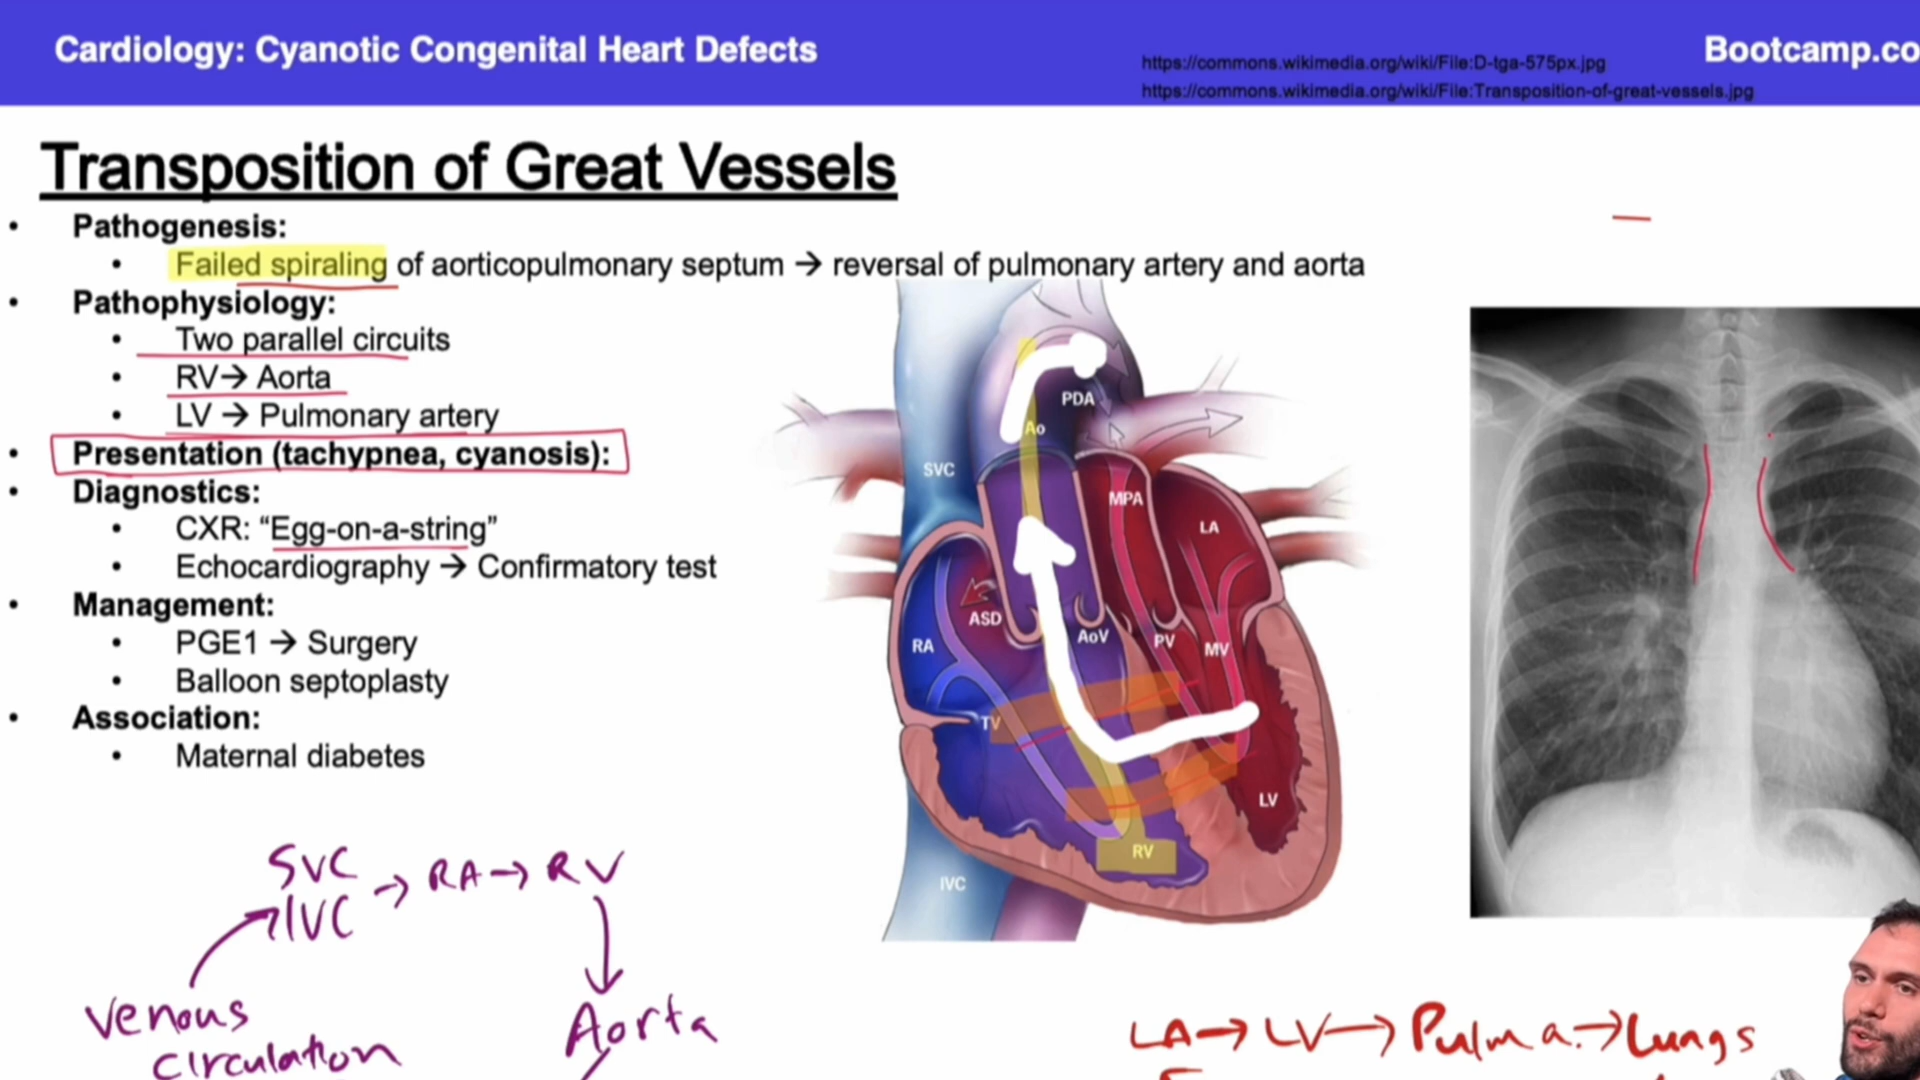 Cardiology: Cyanotic Congenital Heart Defects
https://commons.wikimedia.org/wiki/File:D-tga-575px.jpg
https://commons.wikimedia.org/wiki/File:Transposition-of-great-vessels.jpg
Bootcamp.co
Transposition of Great Vessels
• Pathogenesis:
• Failed spiraling of aorticopulmonary septum → reversal of pulmonary artery and aorta
• Pathophysiology:
• Two parallel circuits
• RV→ Aorta
• LV → Pulmonary artery
• Presentation (tachypnea, cyanosis):
• Diagnostics:
• CXR: “Egg-on-a-string”
• Echocardiography → Confirmatory test
• Management:
• PGE1 → Surgery
• Balloon septoplasty
• Association:
• Maternal diabetes
PDA
Ao
SVC
MPA
LA
ASD
RA
AoV
PV
MV
TV
LV
RV
IVC
SVC
IVC → RA → RV
Venous
circulation
Aorta
LA → LV → Pulm a. → Lungs